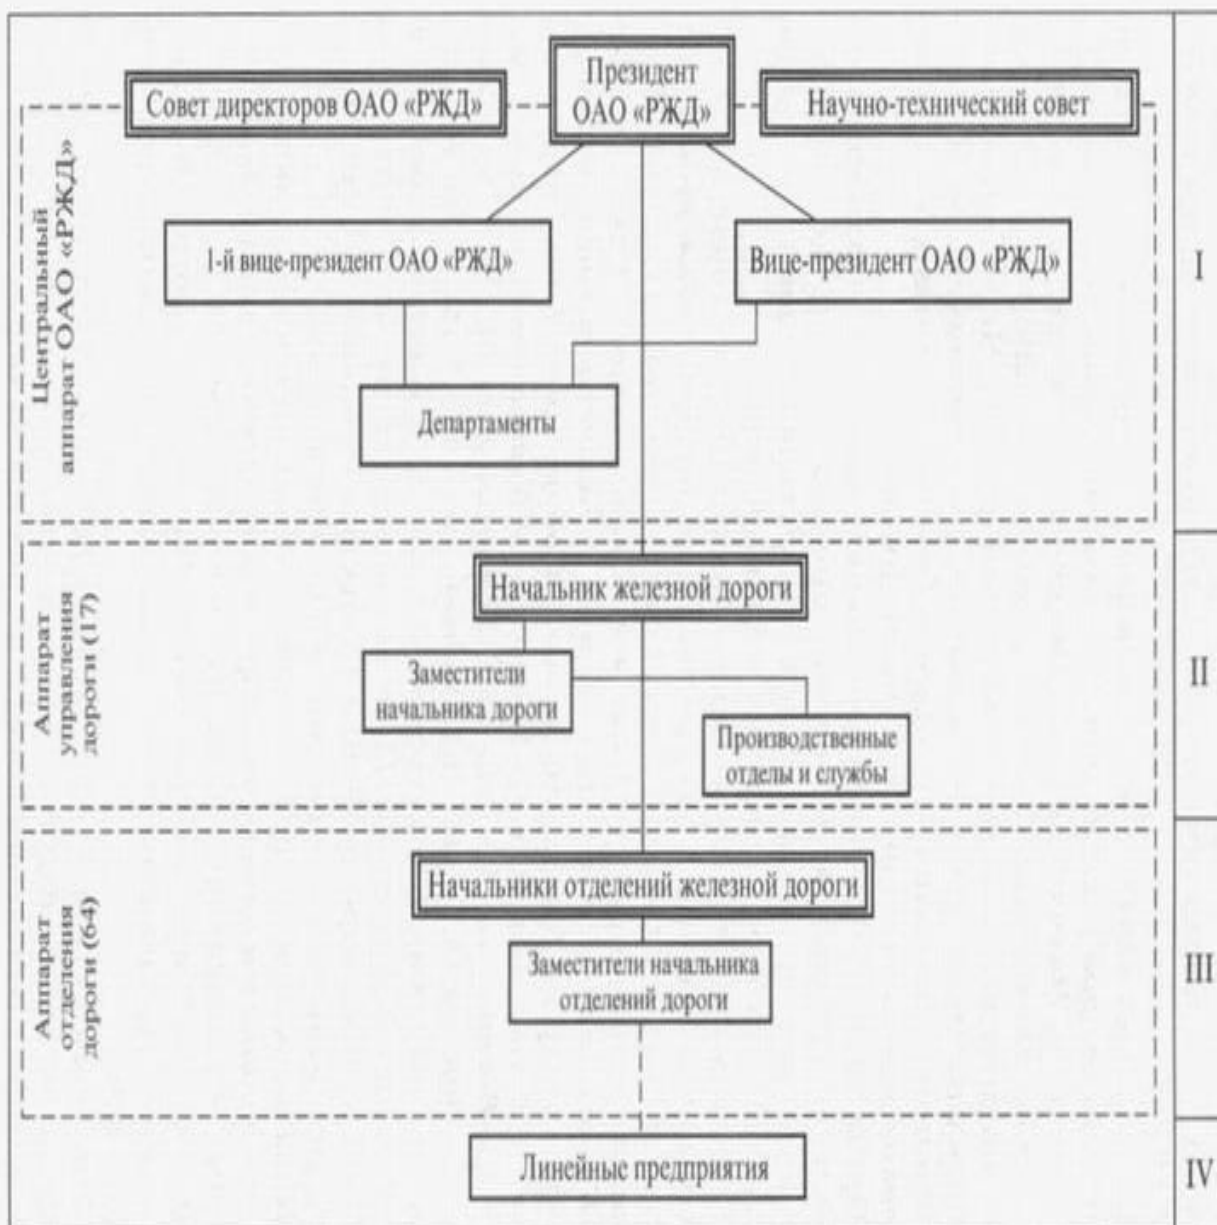 Президент
ОАО «РЖД»
Совет директоров ОАО «РЖД»
Научно-технический совет
Центральный
аппарат ОАО «РЖД»
1-й вице-президент ОАО «РЖД»
Вице-президент ОАО «РЖД»
I
Департаменты
Аппарат
управления
дороги (17)
Начальник железной дороги
Заместители
начальника дороги
II
Производственные
отделы и службы
Аппарат
отделения
дороги (64)
Начальники отделений железной дороги
Заместители начальника
отделений дороги
III
Линейные предприятия
IV